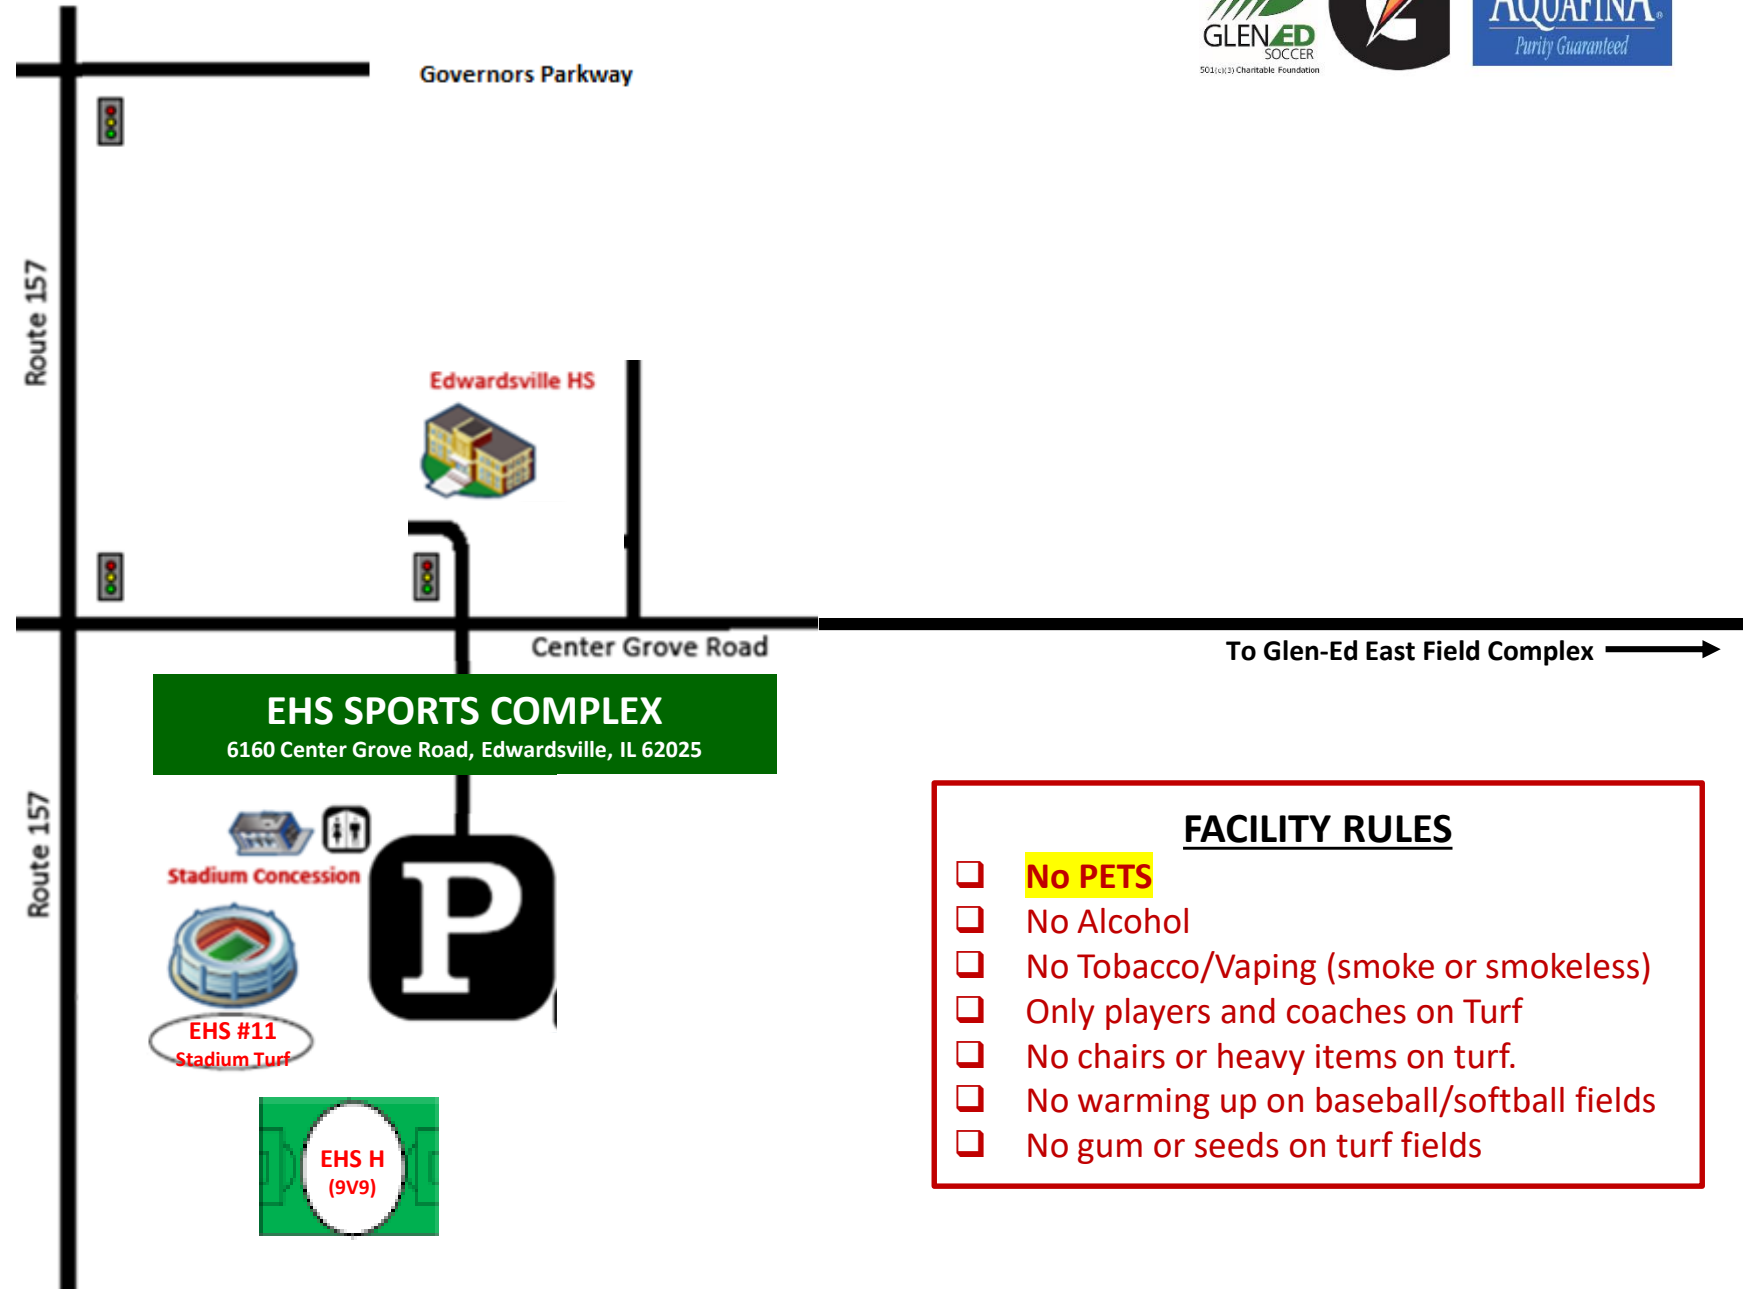 GLENED
SOCCER
501(c)(3) Charitable Foundation
G
AQUAFINA®
Purity Guaranteed
Governors Parkway
Route 157
Edwardsville HS
Center Grove Road
To Glen-Ed East Field Complex
EHS SPORTS COMPLEX
6160 Center Grove Road, Edwardsville, IL 62025
Route 157
Stadium Concession
P
EHS #11
Stadium Turf
EHS H
(9V9)
FACILITY RULES
No PETS
No Alcohol
No Tobacco/Vaping (smoke or smokeless)
Only players and coaches on Turf
No chairs or heavy items on turf.
No warming up on baseball/softball fields
No gum or seeds on turf fields